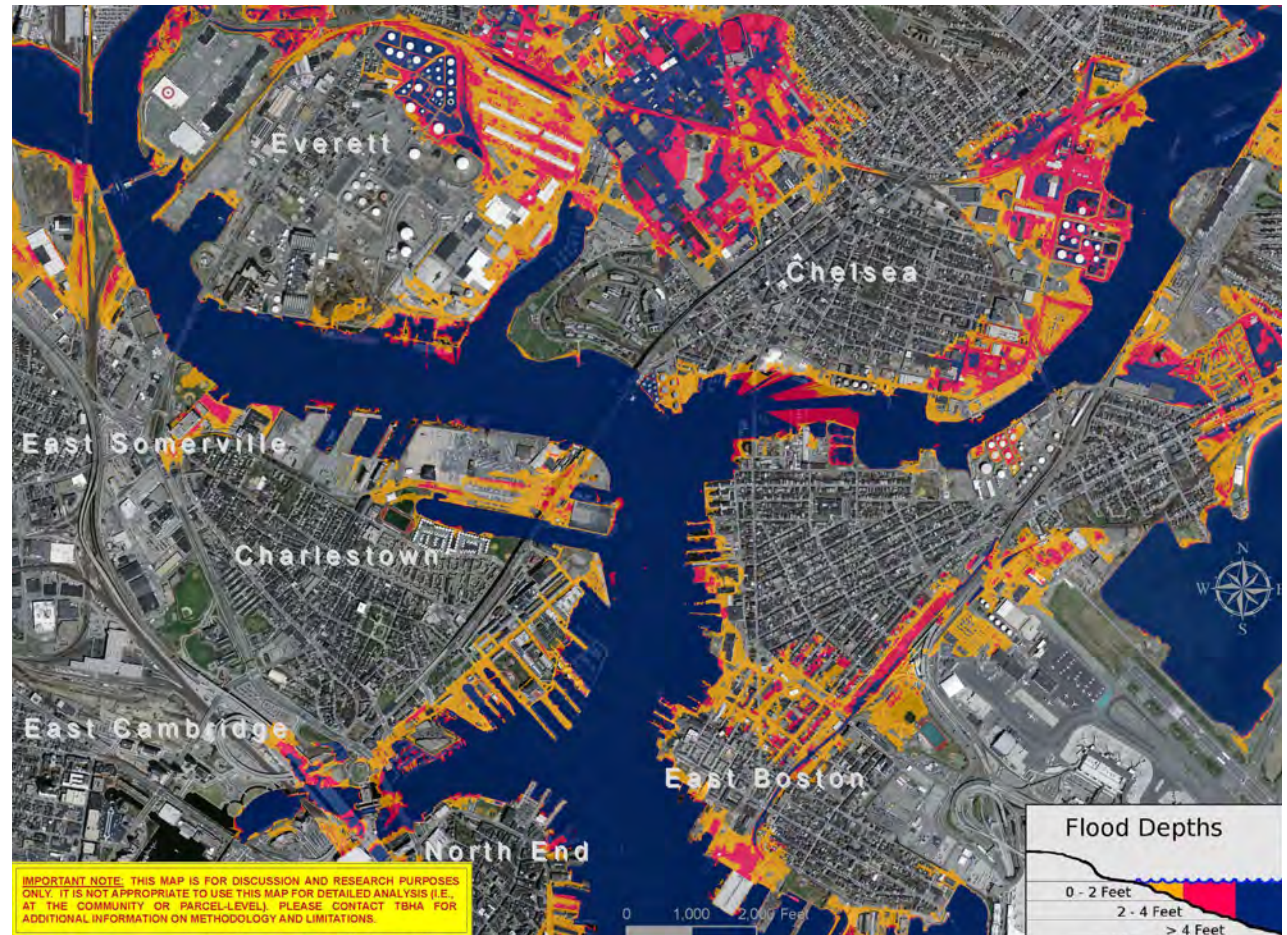 Everett
Chelsea
East Somerville
Charlestown
N
W E
S
East Cambridge
East Boston
North End
Flood Depths
0 - 2 Feet
2 - 4 Feet
> 4 Feet
0 1,000 2,000 Feet
IMPORTANT NOTE: THIS MAP IS FOR DISCUSSION AND RESEARCH PURPOSES
ONLY. IT IS NOT APPROPRIATE TO USE THIS MAP FOR DETAILED ANALYSIS (I.E.,
AT THE COMMUNITY OR PARCEL-LEVEL). PLEASE CONTACT TBHA FOR
ADDITIONAL INFORMATION ON METHODOLOGY AND LIMITATIONS.